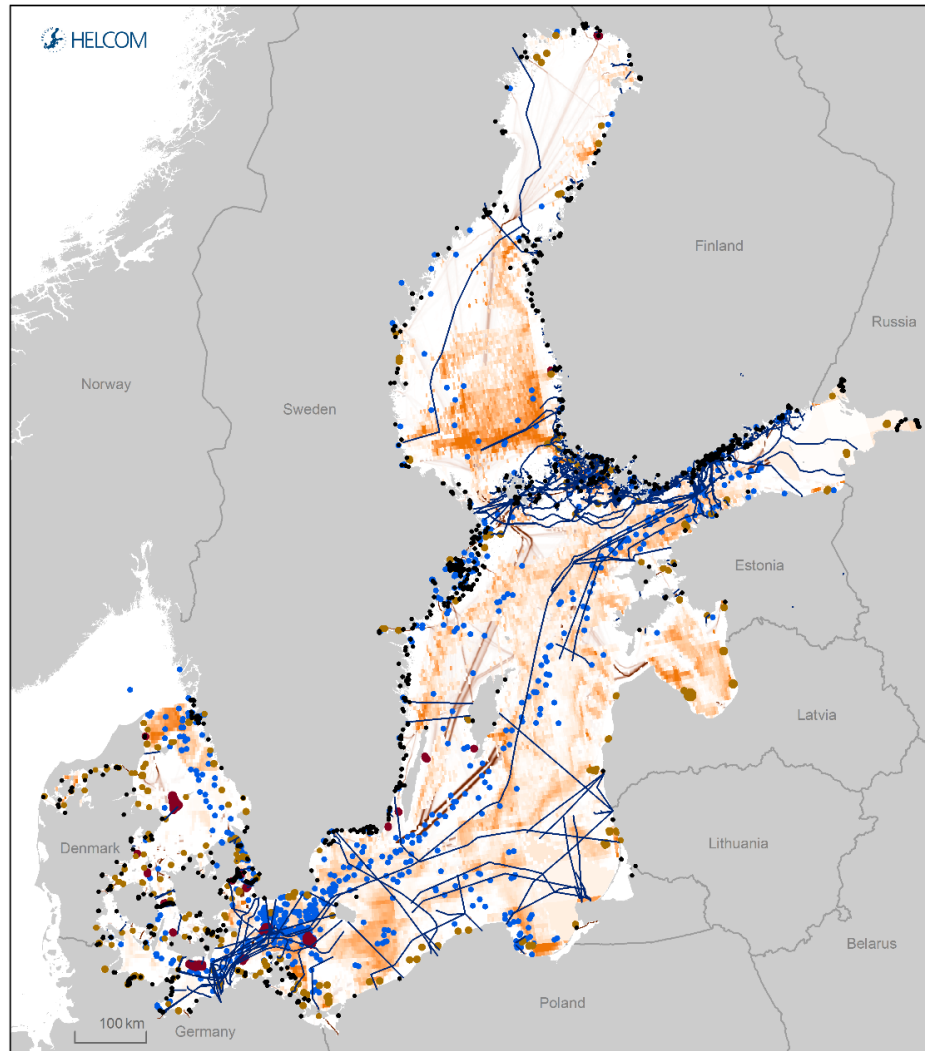 HELCOM
Finland
Russia
Norway
Sweden
Estonia
Latvia
Denmark
Lithuania
Belarus
Poland
100 km
Germany